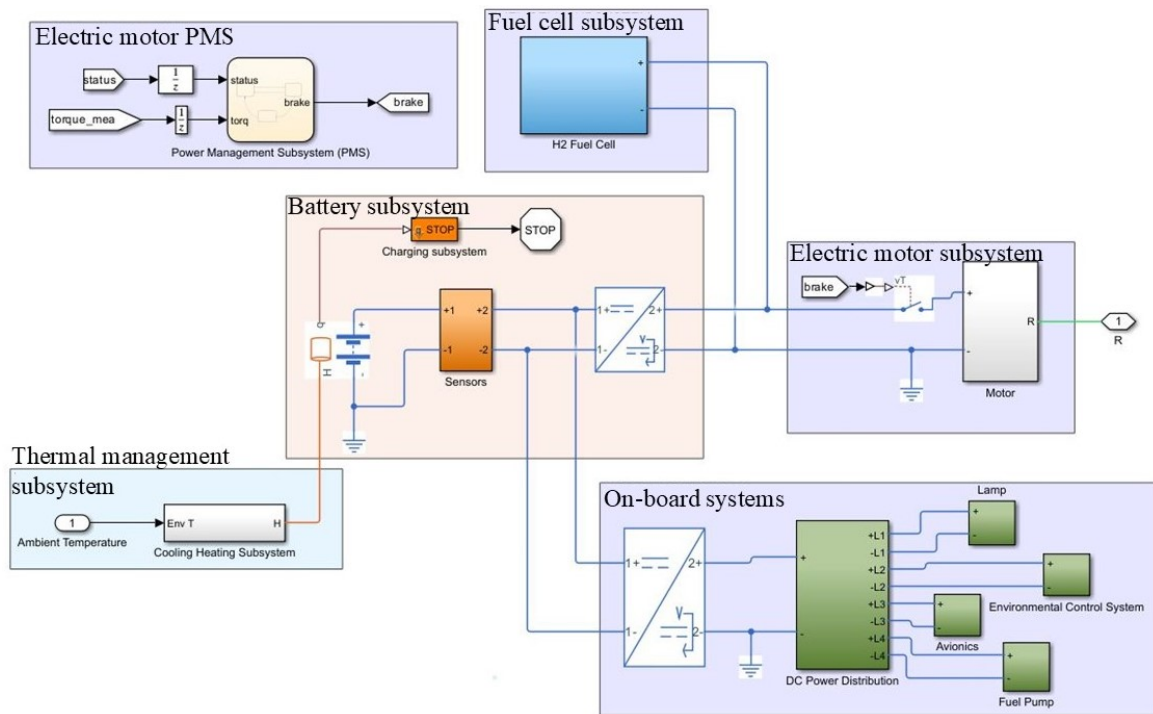 Electric motor PMS
status
1
z
status
brake
brake
torque_mea
1
z
torq
Power Management Subsystem (PMS)
Fuel cell subsystem
+
-
H2 Fuel Cell
Battery subsystem
STOP
STOP
Charging subsystem
q
H
+
-
+1
+2
-1
-2
Sensors
1+
2+
1-
V
2-
Electric motor subsystem
brake
vT
+
R
-
Motor
1
R
Thermal management
subsystem
1
Ambient Temperature
Env T
H
Cooling Heating Subsystem
On-board systems
1+
2+
1-
V
2-
+
-
+L1
-L1
+L2
-L2
+L3
-L3
+L4
-L4
DC Power Distribution
Lamp
+
-
+
-
Environmental Control System
+
-
Avionics
+
-
Fuel Pump